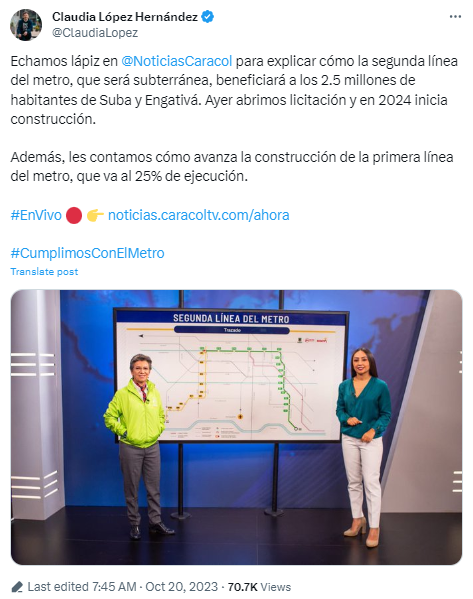 Claudia López Hernández
@ClaudiaLopez
Echamos lápiz en @NoticiasCaracol para explicar cómo la segunda línea
del metro, que será subterránea, beneficiará a los 2.5 millones de
habitantes de Suba y Engativá. Ayer abrimos licitación y en 2024 inicia
construcción.
Además, les contamos cómo avanza la construcción de la primera línea
del metro, que va al 25% de ejecución.
#EnVivo 🔴 👉 noticias.caracoltv.com/ahora
#CumplimosConElMetro
Translate post
SEGUNDA LÍNEA DEL METRO
Trazado
Last edited 7:45 AM · Oct 20, 2023 · 70.7K Views